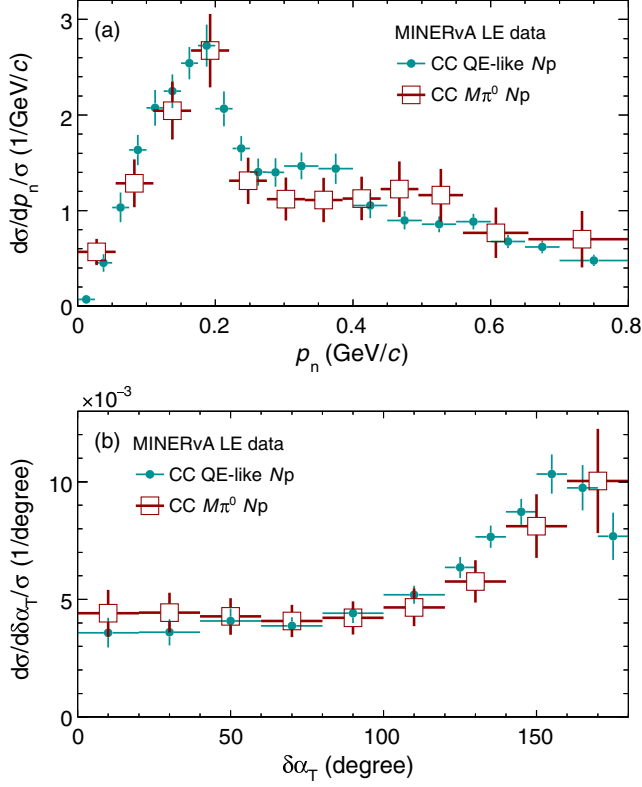 (a)
MINERvA LE data
CC QE-like Np
CC Mπ⁰ Np
dσ/dpₙ/σ (1/GeV/c)
3
2
1
0
0 0.2 0.4 0.6 0.8
pₙ (GeV/c)
×10⁻³
(b)
MINERvA LE data
CC QE-like Np
CC Mπ⁰ Np
dσ/dδα_T/σ (1/degree)
10
5
0
0 50 100 150
δα_T (degree)